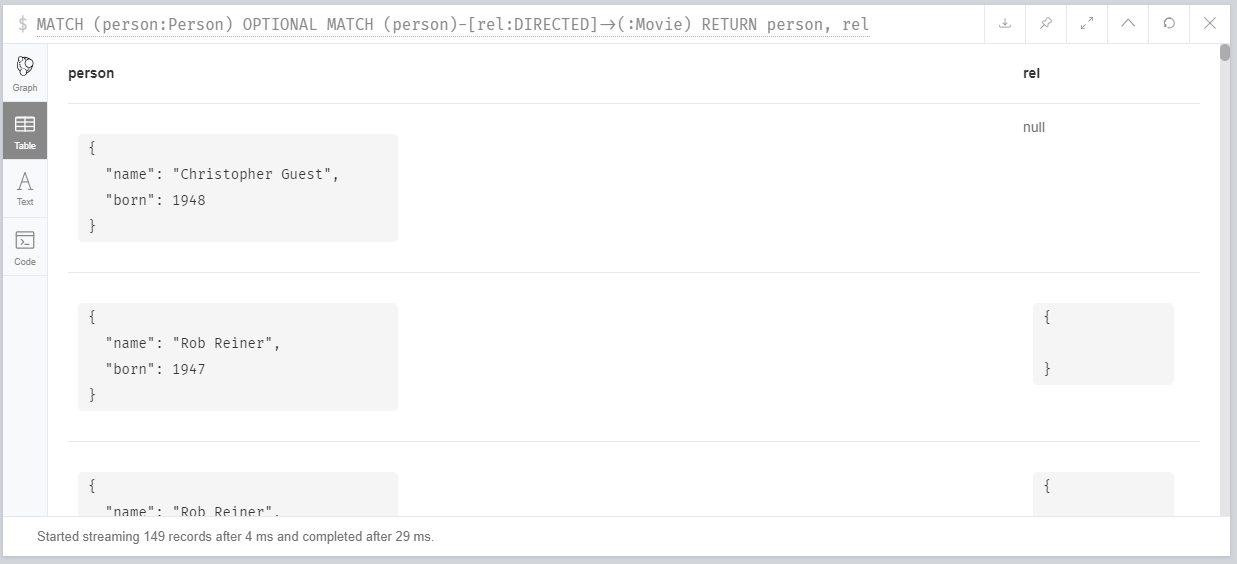 $ MATCH (person:Person) OPTIONAL MATCH (person)-[rel:DIRECTED]→(:Movie) RETURN person, rel
Graph
Table
Text
Code
person rel
{
"name": "Christopher Guest",
"born": 1948
}
null
{
"name": "Rob Reiner",
"born": 1947
}
{
}
{
"name": "Rob Reiner",
{
Started streaming 149 records after 4 ms and completed after 29 ms.